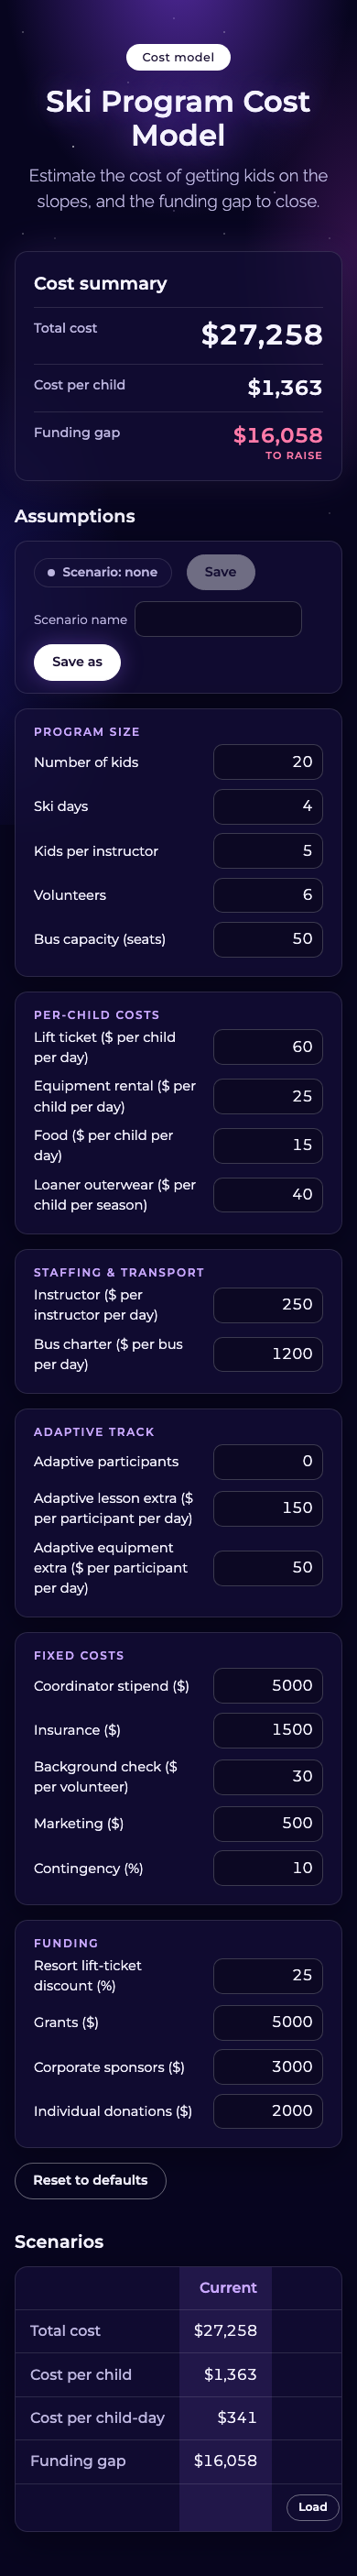 Cost model
Ski Program Cost
Model
Estimate the cost of getting kids on the
slopes, and the funding gap to close.
Cost summary
Total cost $27,258
Cost per child $1,363
Funding gap $16,058
TO RAISE
Assumptions
Scenario: none Save
Scenario name
Save as
PROGRAM SIZE
Number of kids 20
Ski days 4
Kids per instructor 5
Volunteers 6
Bus capacity (seats) 50
PER-CHILD COSTS
Lift ticket ($ per child
per day) 60
Equipment rental ($ per
child per day) 25
Food ($ per child per
day) 15
Loaner outerwear ($ per
child per season) 40
STAFFING & TRANSPORT
Instructor ($ per
instructor per day) 250
Bus charter ($ per bus
per day) 1200
ADAPTIVE TRACK
Adaptive participants 0
Adaptive lesson extra ($
per participant per day) 150
Adaptive equipment
extra ($ per participant
per day) 50
FIXED COSTS
Coordinator stipend ($) 5000
Insurance ($) 1500
Background check ($
per volunteer) 30
Marketing ($) 500
Contingency (%) 10
FUNDING
Resort lift-ticket
discount (%) 25
Grants ($) 5000
Corporate sponsors ($) 3000
Individual donations ($) 2000
Reset to defaults
Scenarios
Current
Total cost $27,258
Cost per child $1,363
Cost per child-day $341
Funding gap $16,058
Load